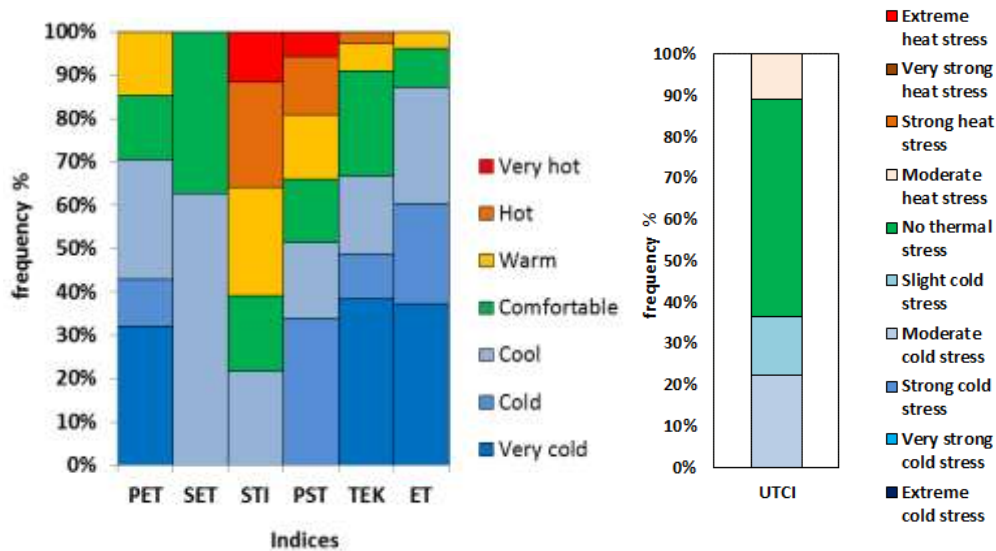 frequency %
100%
90%
80%
70%
60%
50%
40%
30%
20%
10%
0%
PET SET STI PST TEK ET
Indices
Very hot
Hot
Warm
Comfortable
Cool
Cold
Very cold
frequency %
100%
90%
80%
70%
60%
50%
40%
30%
20%
10%
0%
UTCI
Extreme
heat stress
Very strong
heat stress
Strong heat
stress
Moderate
heat stress
No thermal
stress
Slight cold
stress
Moderate
cold stress
Strong cold
stress
Very strong
cold stress
Extreme
cold stress